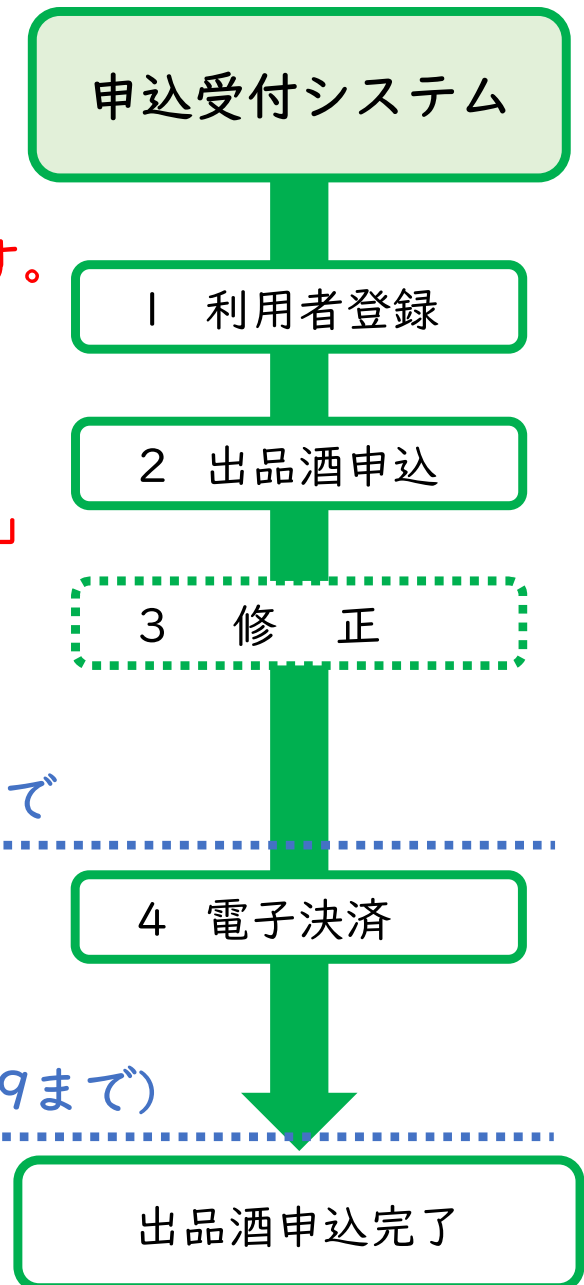 申込受付システム
す。
1 利用者登録
2 出品酒申込
」
3 修 正
で
4 電子決済
9まで)
出品酒申込完了